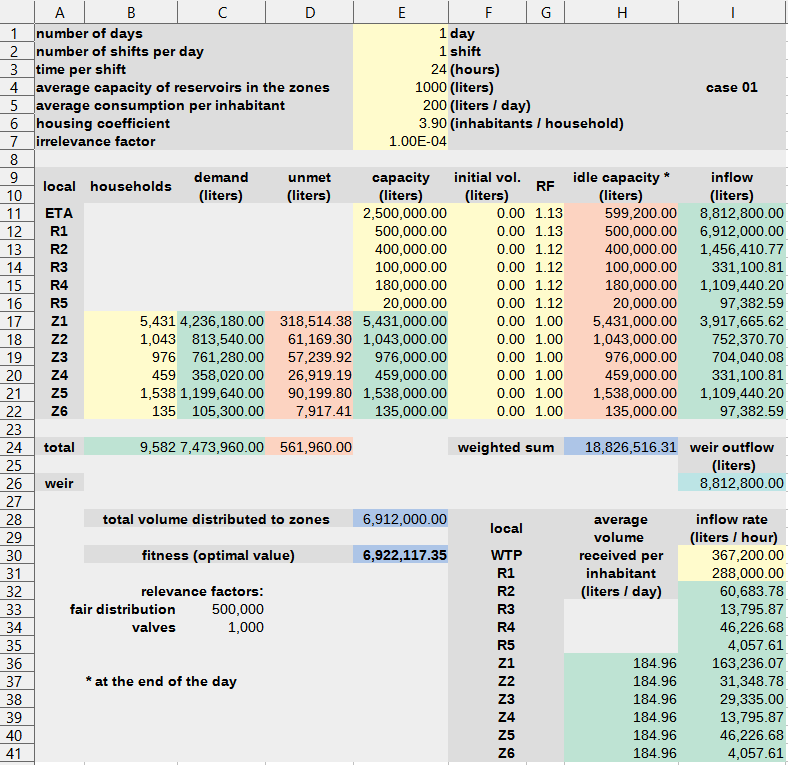 A B C D E F G H I
1 number of days 1 day
2 number of shifts per day 1 shift
3 time per shift 24 (hours)
4 average capacity of reservoirs in the zones 1000 (liters) case 01
5 average consumption per inhabitant 200 (liters / day)
6 housing coefficient 3.90 (inhabitants / household)
7 irrelevance factor 1.00E-04
8
9 local households demand unmet capacity initial vol. RF idle capacity * inflow
10 (liters) (liters) (liters) (liters) (liters) (liters)
11 ETA 2,500,000.00 0.00 1.13 599,200.00 8,812,800.00
12 R1 500,000.00 0.00 1.13 500,000.00 6,912,000.00
13 R2 400,000.00 0.00 1.12 400,000.00 1,456,410.77
14 R3 100,000.00 0.00 1.12 100,000.00 331,100.81
15 R4 180,000.00 0.00 1.12 180,000.00 1,109,440.20
16 R5 20,000.00 0.00 1.12 20,000.00 97,382.59
17 Z1 5,431 4,236,180.00 318,514.38 5,431,000.00 0.00 1.00 5,431,000.00 3,917,665.62
18 Z2 1,043 813,540.00 61,169.30 1,043,000.00 0.00 1.00 1,043,000.00 752,370.70
19 Z3 976 761,280.00 57,239.92 976,000.00 0.00 1.00 976,000.00 704,040.08
20 Z4 459 358,020.00 26,919.19 459,000.00 0.00 1.00 459,000.00 331,100.81
21 Z5 1,538 1,199,640.00 90,199.80 1,538,000.00 0.00 1.00 1,538,000.00 1,109,440.20
22 Z6 135 105,300.00 7,917.41 135,000.00 0.00 1.00 135,000.00 97,382.59
23
24 total 9,582 7,473,960.00 561,960.00 weighted sum 18,826,516.31 weir outflow
25 (liters)
26 weir 8,812,800.00
27
28 total volume distributed to zones 6,912,000.00 local average inflow rate
29 volume (liters / hour)
30 fitness (optimal value) 6,922,117.35 WTP received per 367,200.00
31 R1 inhabitant 288,000.00
32 relevance factors: R2 (liters / day) 60,683.78
33 fair distribution 500,000 R3 13,795.87
34 valves 1,000 R4 46,226.68
35 R5 4,057.61
36 Z1 184.96 163,236.07
37 * at the end of the day Z2 184.96 31,348.78
38 Z3 184.96 29,335.00
39 Z4 184.96 13,795.87
40 Z5 184.96 46,226.68
41 Z6 184.96 4,057.61